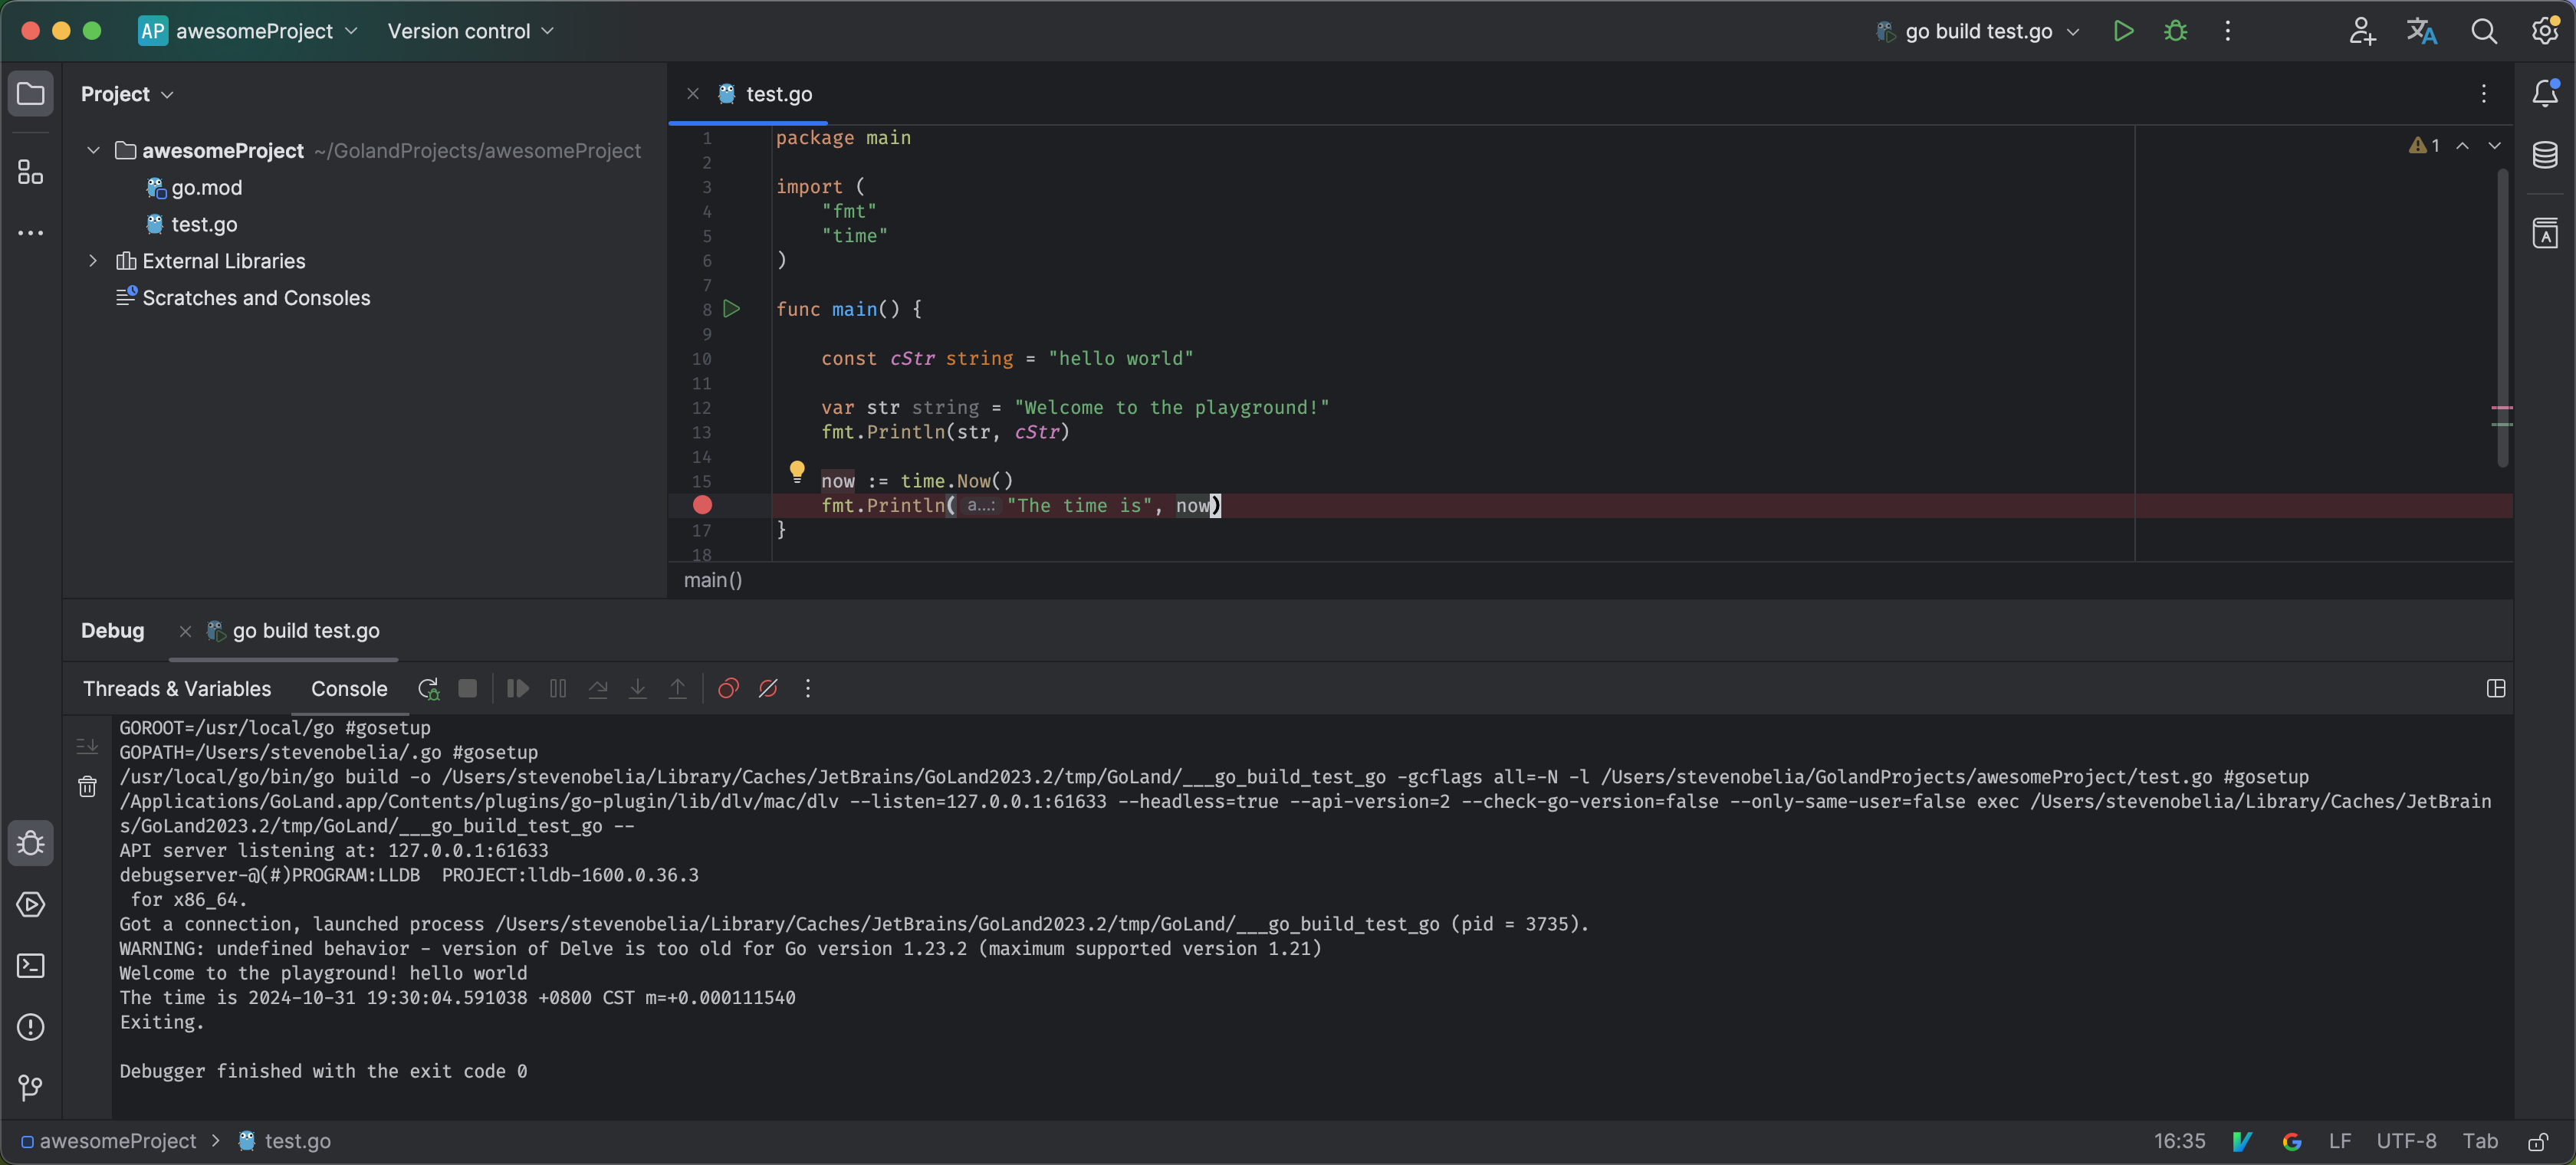 AP awesomeProject Version control go build test.go
Project
test.go
awesomeProject ~/GolandProjects/awesomeProject
go.mod
test.go
External Libraries
Scratches and Consoles
1
1 package main
2
3 import (
4 "fmt"
5 "time"
6 )
7
8 func main() {
9
10 const cStr string = "hello world"
11
12 var str string = "Welcome to the playground!"
13 fmt.Println(str, cStr)
14
15 now := time.Now()
fmt.Println( a...: "The time is", now)
17 }
18
main()
Debug go build test.go
Threads & Variables Console
GOROOT=/usr/local/go #gosetup
GOPATH=/Users/stevenobelia/.go #gosetup
/usr/local/go/bin/go build -o /Users/stevenobelia/Library/Caches/JetBrains/GoLand2023.2/tmp/GoLand/___go_build_test_go -gcflags all=-N -l /Users/stevenobelia/GolandProjects/awesomeProject/test.go #gosetup
/Applications/GoLand.app/Contents/plugins/go-plugin/lib/dlv/mac/dlv --listen=127.0.0.1:61633 --headless=true --api-version=2 --check-go-version=false --only-same-user=false exec /Users/stevenobelia/Library/Caches/JetBrain
s/GoLand2023.2/tmp/GoLand/___go_build_test_go --
API server listening at: 127.0.0.1:61633
debugserver-@(#)PROGRAM:LLDB  PROJECT:lldb-1600.0.36.3
 for x86_64.
Got a connection, launched process /Users/stevenobelia/Library/Caches/JetBrains/GoLand2023.2/tmp/GoLand/___go_build_test_go (pid = 3735).
WARNING: undefined behavior - version of Delve is too old for Go version 1.23.2 (maximum supported version 1.21)
Welcome to the playground! hello world
The time is 2024-10-31 19:30:04.591038 +0800 CST m=+0.000111540
Exiting.
Debugger finished with the exit code 0
awesomeProject > test.go 16:35 LF UTF-8 Tab